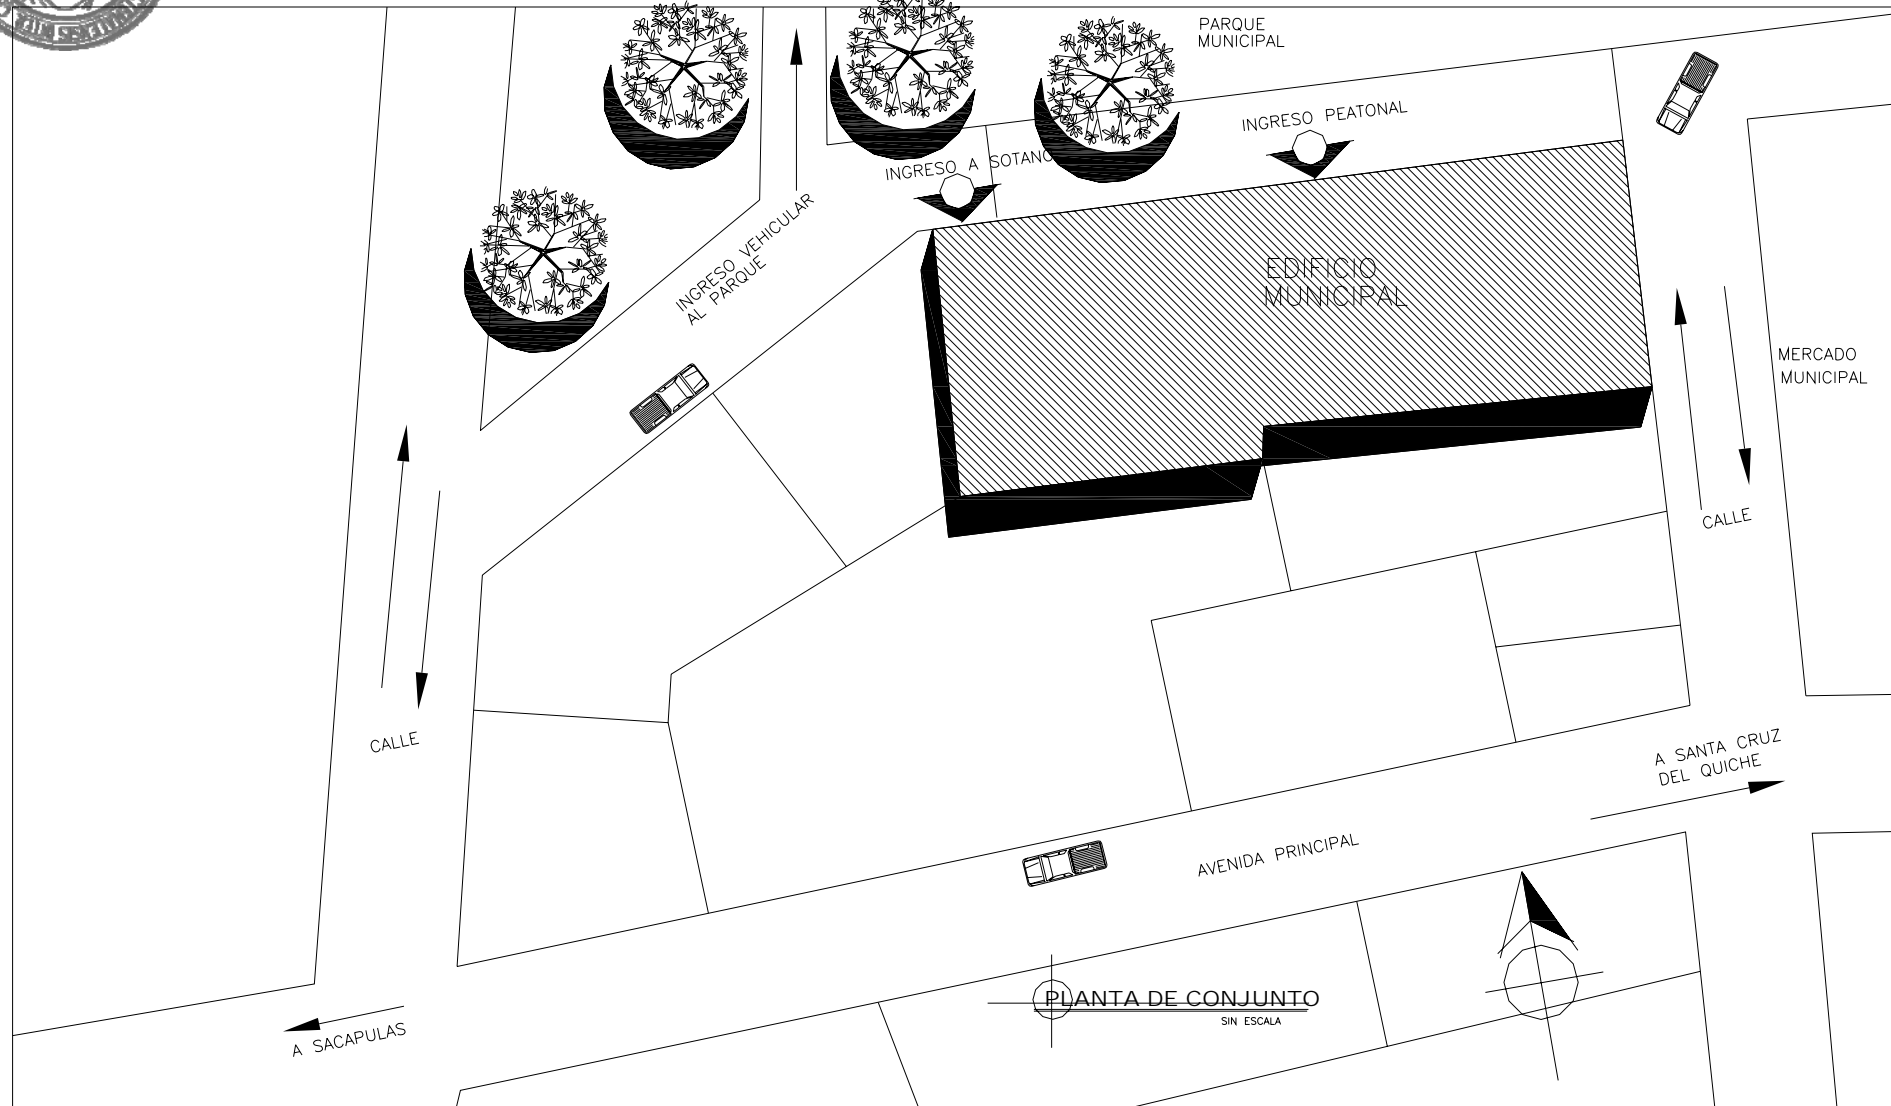 PARQUE
MUNICIPAL
INGRESO PEATONAL
INGRESO A SOTANO
INGRESO VEHICULAR
AL PARQUE
EDIFICIO
MUNICIPAL
MERCADO
MUNICIPAL
CALLE
CALLE
A SANTA CRUZ
DEL QUICHE
AVENIDA PRINCIPAL
PLANTA DE CONJUNTO
SIN ESCALA
A SACAPULAS